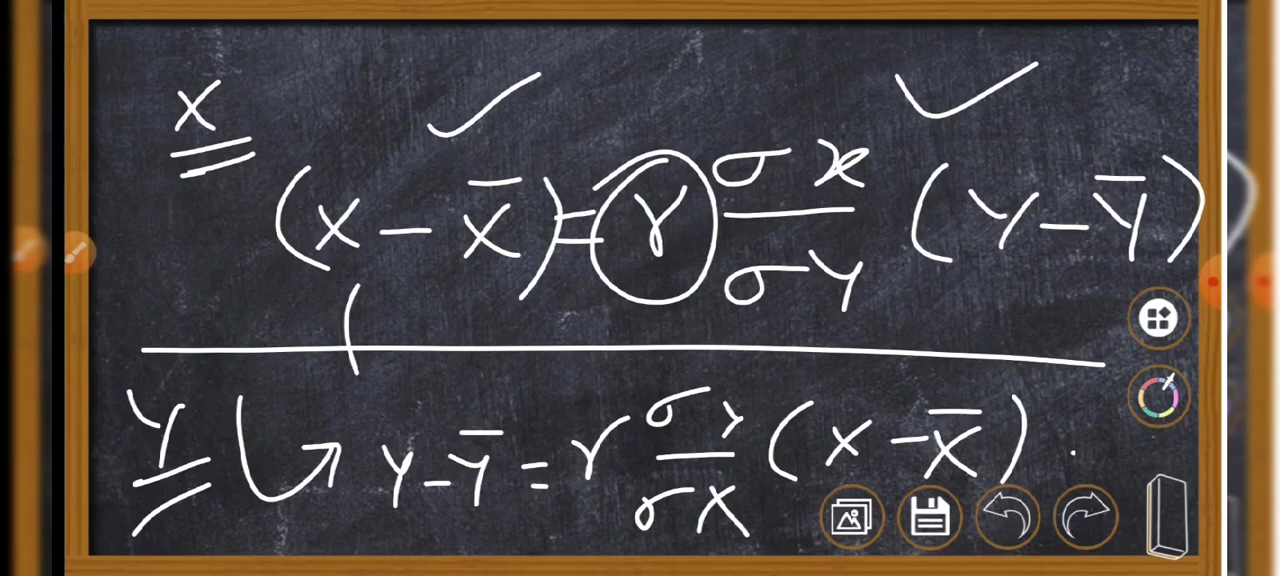 X
(X - X̄) = r σx / σy (Y - Ȳ)
Y
y - ȳ = r σy / σx (x - x̄)